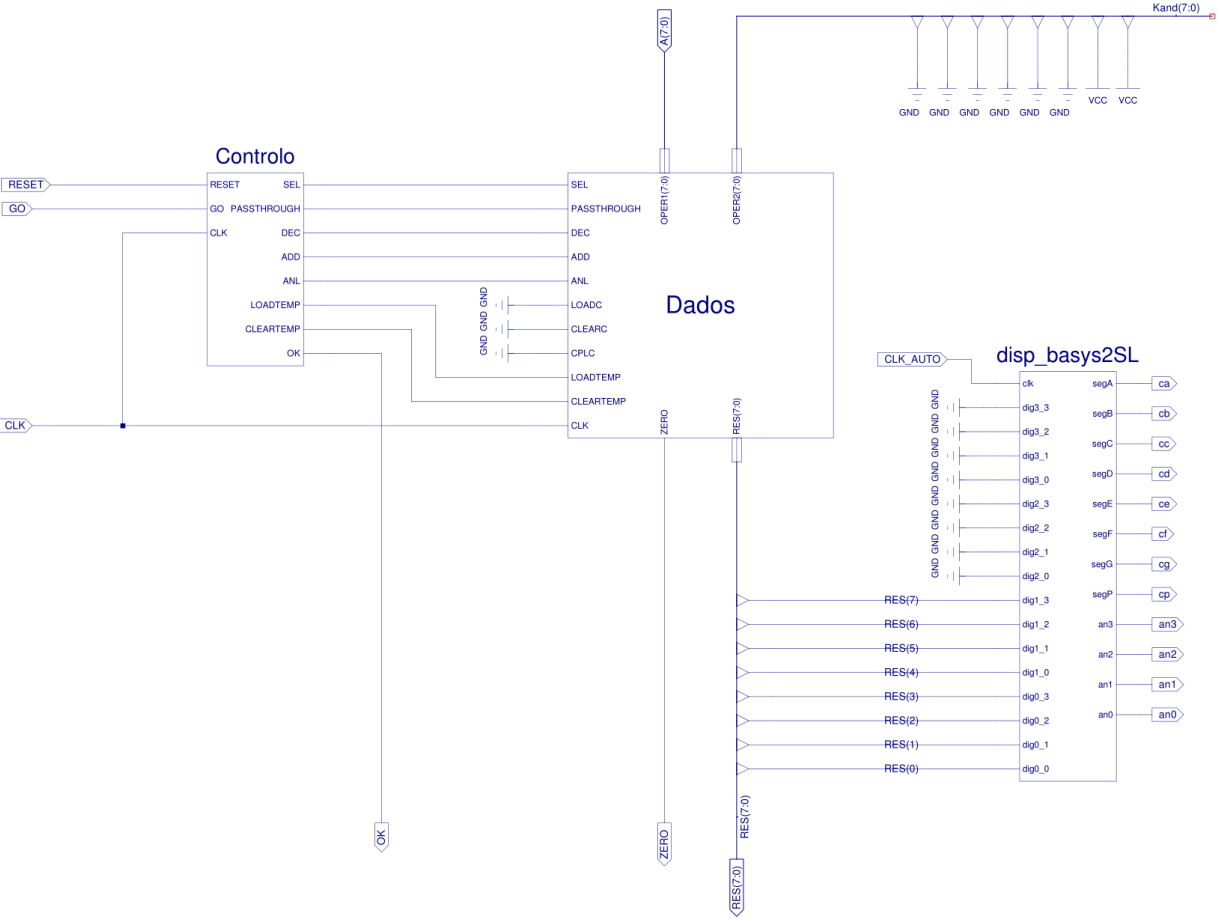 Kand(7:0)
A(7:0)
VCC VCC
GND GND GND GND GND GND
Controlo
RESET
GO
CLK
RESET SEL
GO PASSTHROUGH
CLK DEC
ADD
ANL
LOADTEMP
CLEARTEMP
OK
GND GND GND
OPER1(7:0)
OPER2(7:0)
SEL
PASSTHROUGH
DEC
ADD
ANL
LOADC
CLEARC
CPLC
LOADTEMP
CLEARTEMP
CLK
Dados
ZERO
RES(7:0)
CLK_AUTO
disp_basys2SL
GND GND GND GND GND GND GND GND
clk
dig3_3
dig3_2
dig3_1
dig3_0
dig2_3
dig2_2
dig2_1
dig2_0
dig1_3
dig1_2
dig1_1
dig1_0
dig0_3
dig0_2
dig0_1
dig0_0
segA ca
segB cb
segC cc
segD cd
segE ce
segF cf
segG cg
segP cp
an3 an3
an2 an2
an1 an1
an0 an0
RES(7)
RES(6)
RES(5)
RES(4)
RES(3)
RES(2)
RES(1)
RES(0)
RES(7:0)
OK
ZERO
RES(7:0)